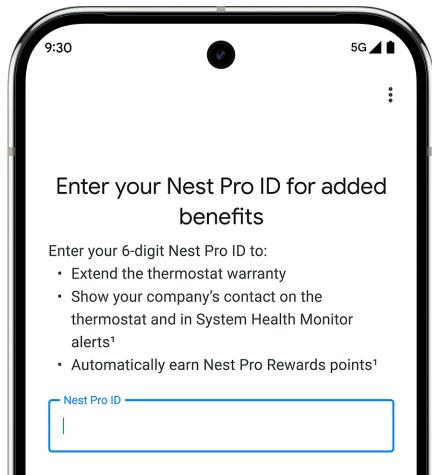 9:30
5G
Enter your Nest Pro ID for added
benefits
Enter your 6-digit Nest Pro ID to:
• Extend the thermostat warranty
• Show your company's contact on the
thermostat and in System Health Monitor
alerts¹
• Automatically earn Nest Pro Rewards points¹
Nest Pro ID